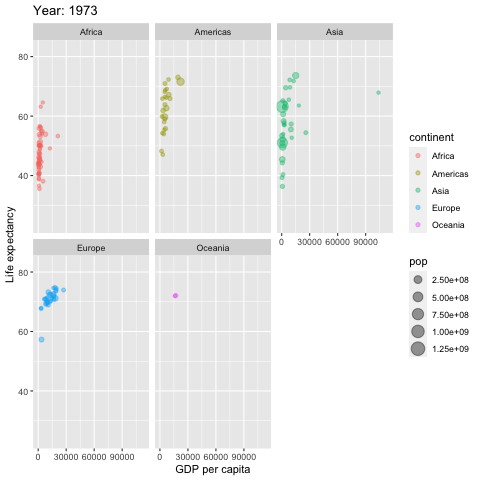 Year: 1973
Africa
Americas
Asia
80
60
40
0 30000 60000 90000
Europe
Oceania
80
60
40
0 30000 60000 90000
0 30000 60000 90000
GDP per capita
Life expectancy
continent
Africa
Americas
Asia
Europe
Oceania
pop
2.50e+08
5.00e+08
7.50e+08
1.00e+09
1.25e+09